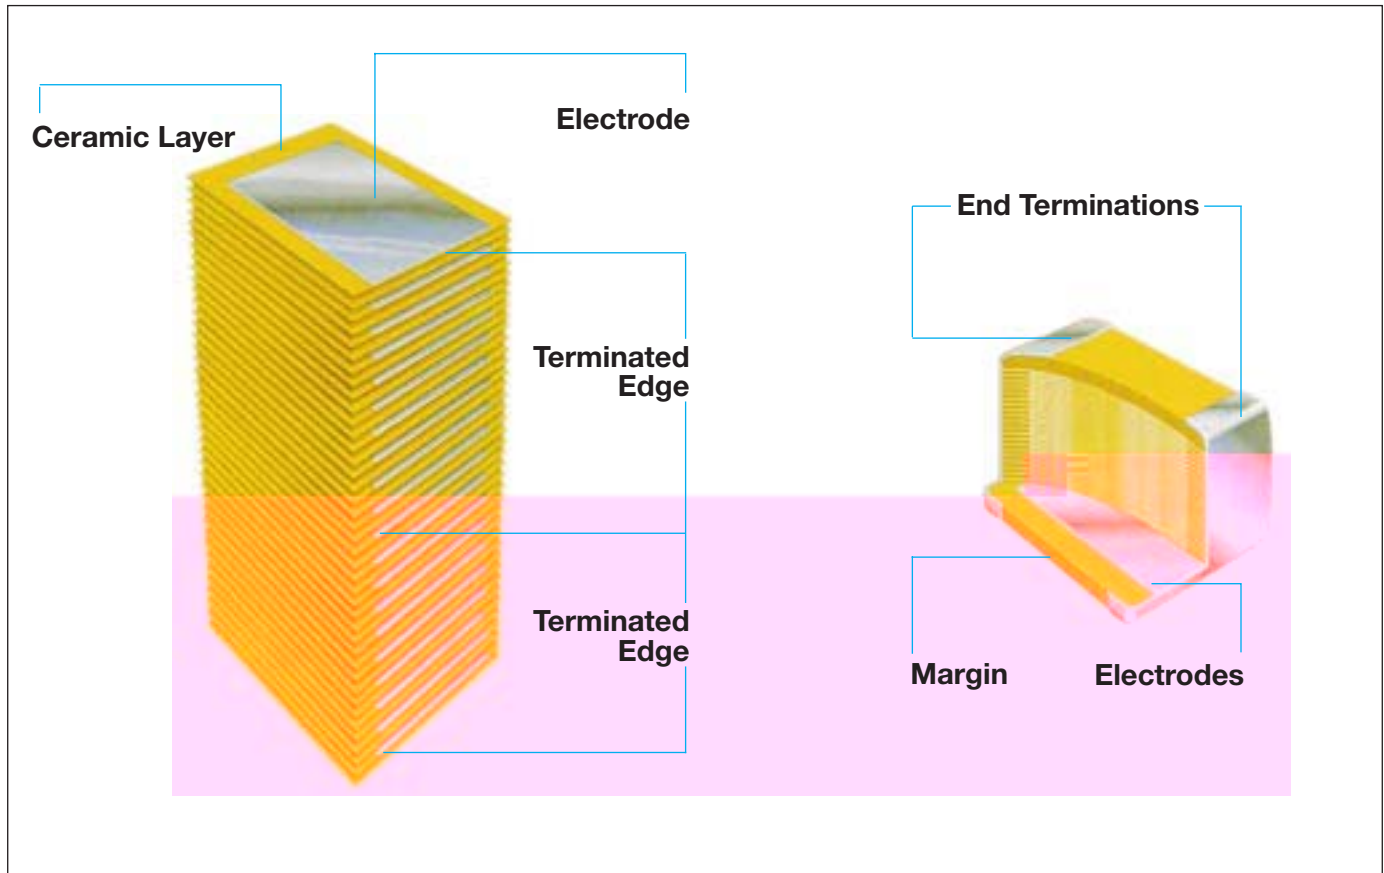 Ceramic Layer
Electrode
Terminated
Edge
Terminated
Edge
End Terminations
Margin
Electrodes